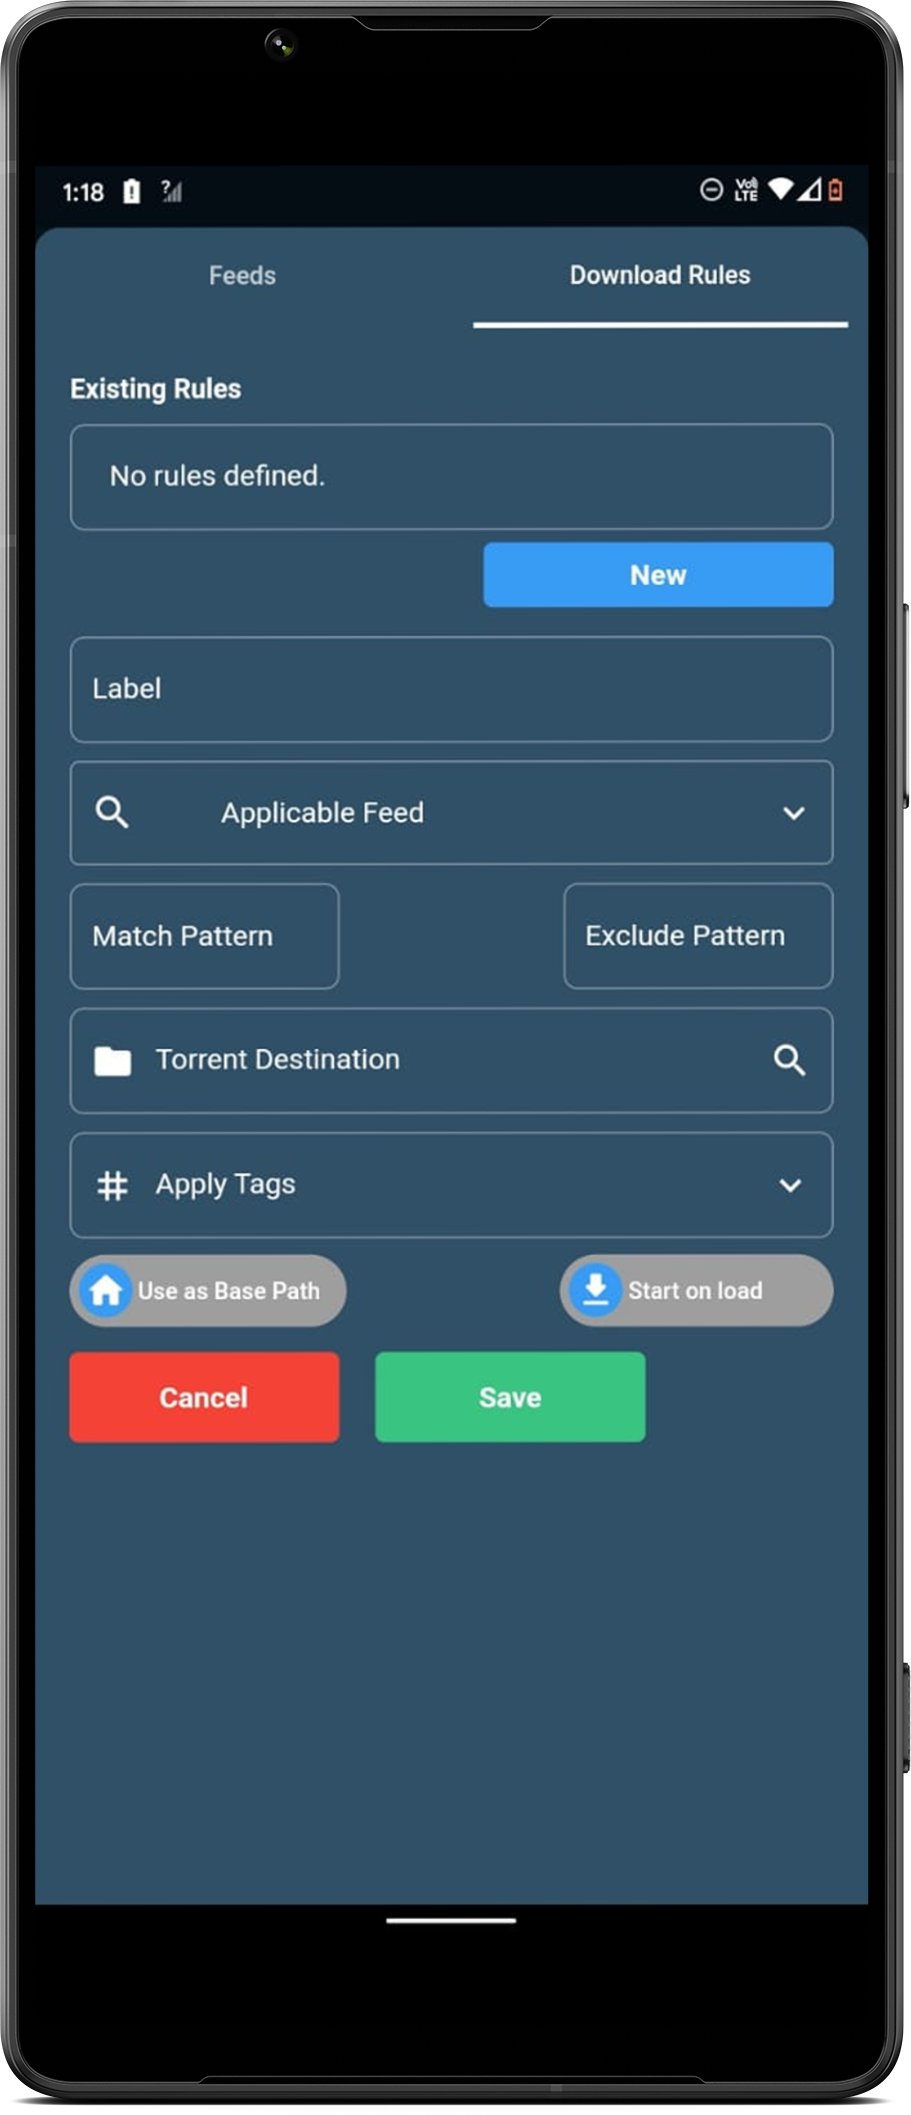 1:18
VoI) LTE
Feeds
Download Rules
Existing Rules
No rules defined.
New
Label
Applicable Feed
Match Pattern
Exclude Pattern
Torrent Destination
Apply Tags
Use as Base Path
Start on load
Cancel
Save